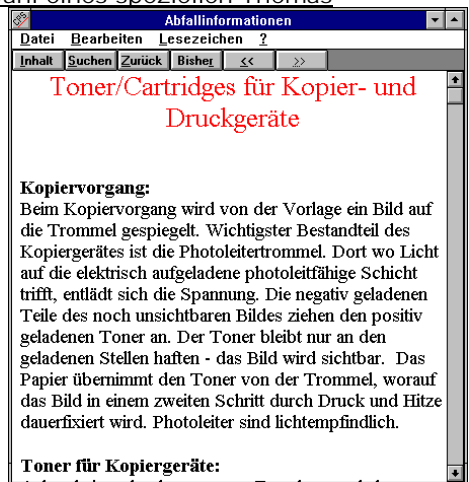 eines speziellen Themas
Abfallinformationen
Datei Bearbeiten Lesezeichen ?
Inhalt Suchen Zurück Bisher << >>
Toner/Cartridges für Kopier- und
Druckgeräte
Kopiervorgang:
Beim Kopiervorgang wird von der Vorlage ein Bild auf
die Trommel gespiegelt. Wichtigster Bestandteil des
Kopiergerätes ist die Photoleitertrommel. Dort wo Licht
auf die elektrisch aufgeladene photoleitfähige Schicht
trifft, entlädt sich die Spannung. Die negativ geladenen
Teile des noch unsichtbaren Bildes ziehen den positiv
geladenen Toner an. Der Toner bleibt nur an den
geladenen Stellen haften - das Bild wird sichtbar. Das
Papier übernimmt den Toner von der Trommel, worauf
das Bild in einem zweiten Schritt durch Druck und Hitze
dauerfixiert wird. Photoleiter sind lichtempfindlich.
Toner für Kopiergeräte: